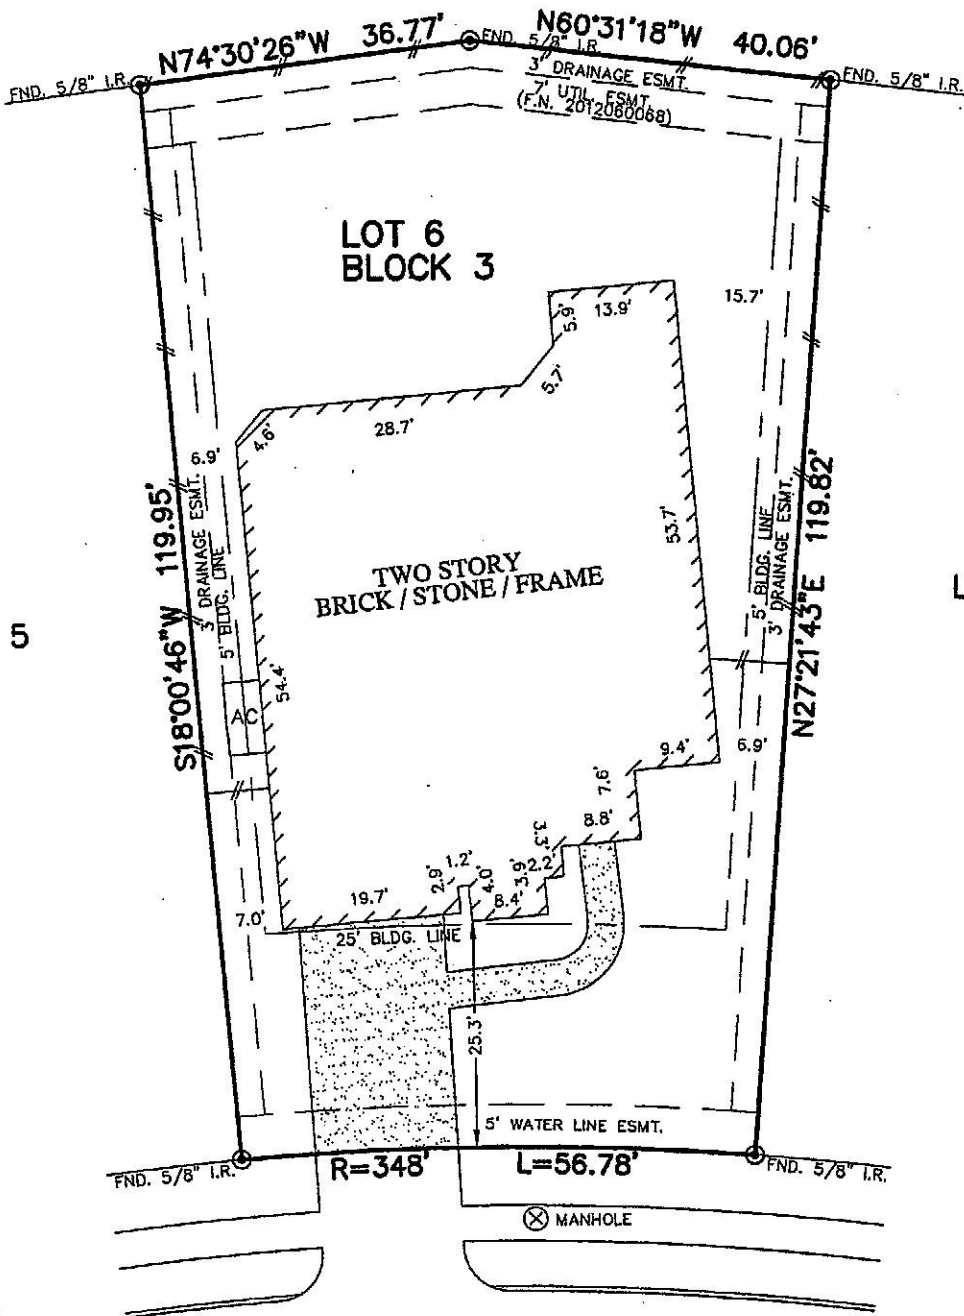 N74°30'26"W 36.77'
N60°31'18"W 40.06'
FND. 5/8" I.R.
FND. 5/8" I.R.
FND. 5/8" I.R.
3' DRAINAGE ESMT.
7' UTIL. ESMT.
(F.N. 2012060068)
LOT 6
BLOCK 3
13.9'
15.7'
5.9'
5.7'
28.7'
4.6'
6.9'
S18°00'46"W 119.95'
3' DRAINAGE ESMT.
5' BLDG. LINE
53.7'
5' BLDG. LINE
3' DRAINAGE ESMT.
N27°21'43"E 119.82'
TWO STORY
BRICK / STONE / FRAME
5
L
54.4'
AC
9.4'
6.9'
7.6'
8.8'
3.3'
2.2'
3.9'
1.2'
4.0'
2.9'
8.4'
19.7'
7.0'
25' BLDG. LINE
25.3'
5' WATER LINE ESMT.
FND. 5/8" I.R.
R=348' L=56.78'
FND. 5/8" I.R.
MANHOLE